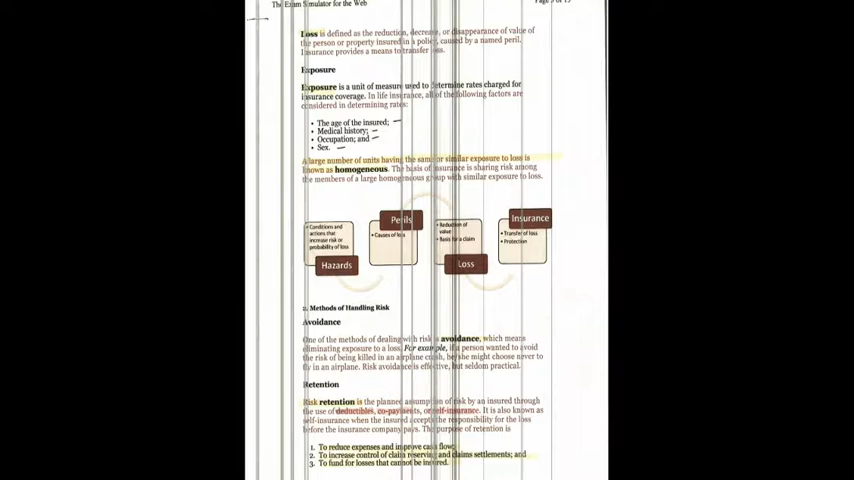 The Exam Simulator for the Web
Page 9 of 15
Loss is defined as the reduction, decrease, or disappearance of value of
the person or property insured in a policy, caused by a named peril.
Insurance provides a means to transfer loss.
Exposure
Exposure is a unit of measure used to determine rates charged for
insurance coverage. In life insurance, all of the following factors are
considered in determining rates:
• The age of the insured;
• Medical history;
• Occupation; and
• Sex.
A large number of units having the same or similar exposure to loss is
known as homogeneous. The basis of insurance is sharing risk among
the members of a large homogeneous group with similar exposure to loss.
• Conditions and
actions that
increase risk or
probability of loss
Hazards
Perils
• Causes of loss
• Reduction of
value
• Basis for a claim
Loss
Insurance
• Transfer of loss
• Protection
2. Methods of Handling Risk
Avoidance
One of the methods of dealing with risk is avoidance, which means
eliminating exposure to a loss. For example, if a person wanted to avoid
the risk of being killed in an airplane crash, he/she might choose never to
fly in an airplane. Risk avoidance is effective, but seldom practical.
Retention
Risk retention is the planned assumption of risk by an insured through
the use of deductibles, co-payments, or self-insurance. It is also known as
self-insurance when the insured accepts the responsibility for the loss
before the insurance company pays. The purpose of retention is
1. To reduce expenses and improve cash flow;
2. To increase control of claim reserving and claims settlements; and
3. To fund for losses that cannot be insured.